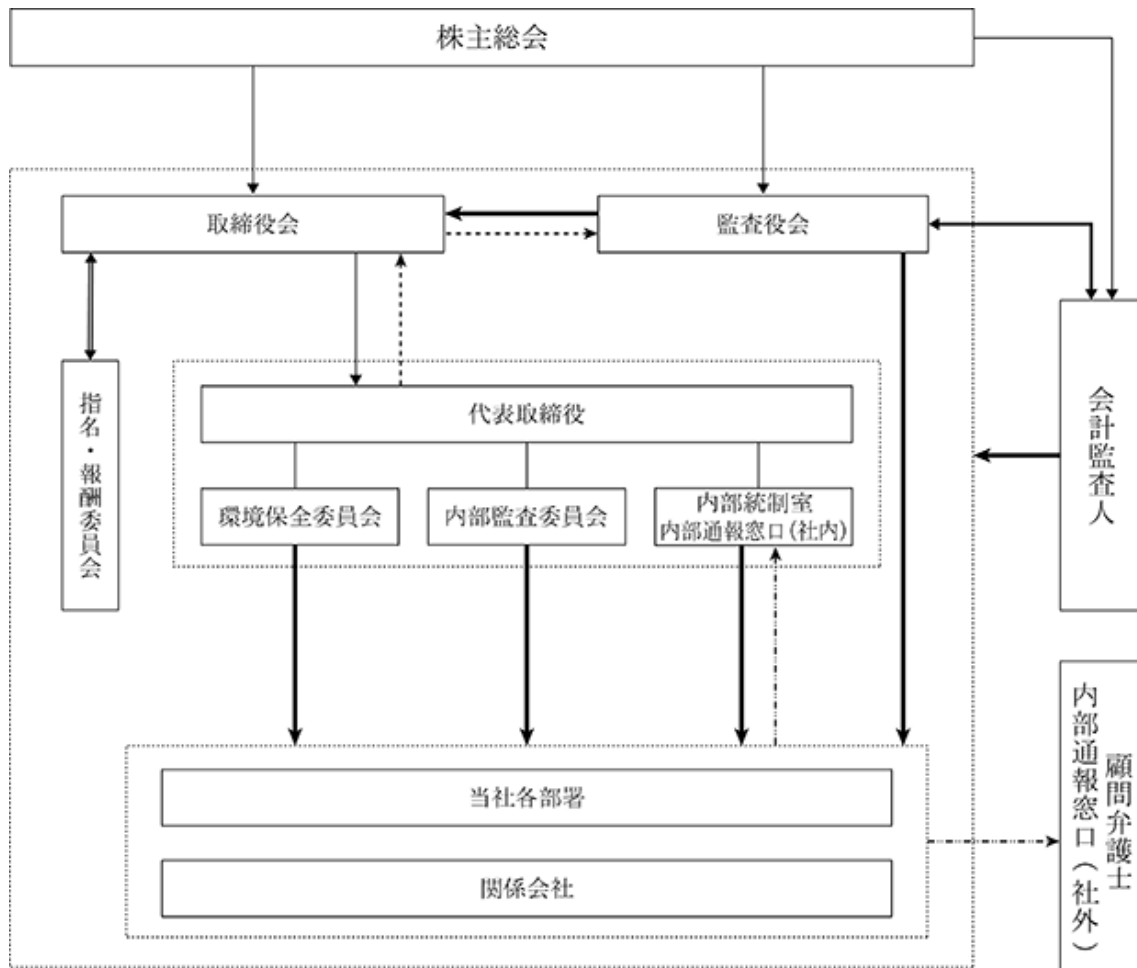 株主総会
取締役会
監査役会
指名・報酬委員会
代表取締役
会計監査人
環境保全委員会
内部監査委員会
内部統制室
内部通報窓口(社内)
当社各部署
関係会社
顧問弁護士
内部通報窓口(社外)